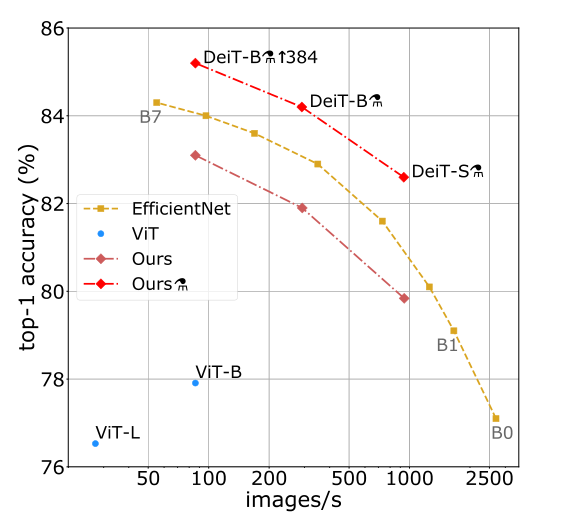 86
DeiT-B⚗↑384
DeiT-B⚗
84
B7
DeiT-S⚗
top-1 accuracy (%)
82
EfficientNet
ViT
Ours
Ours⚗
80
B1
78
ViT-B
ViT-L
B0
76
50 100 200 500 1000 2500
images/s